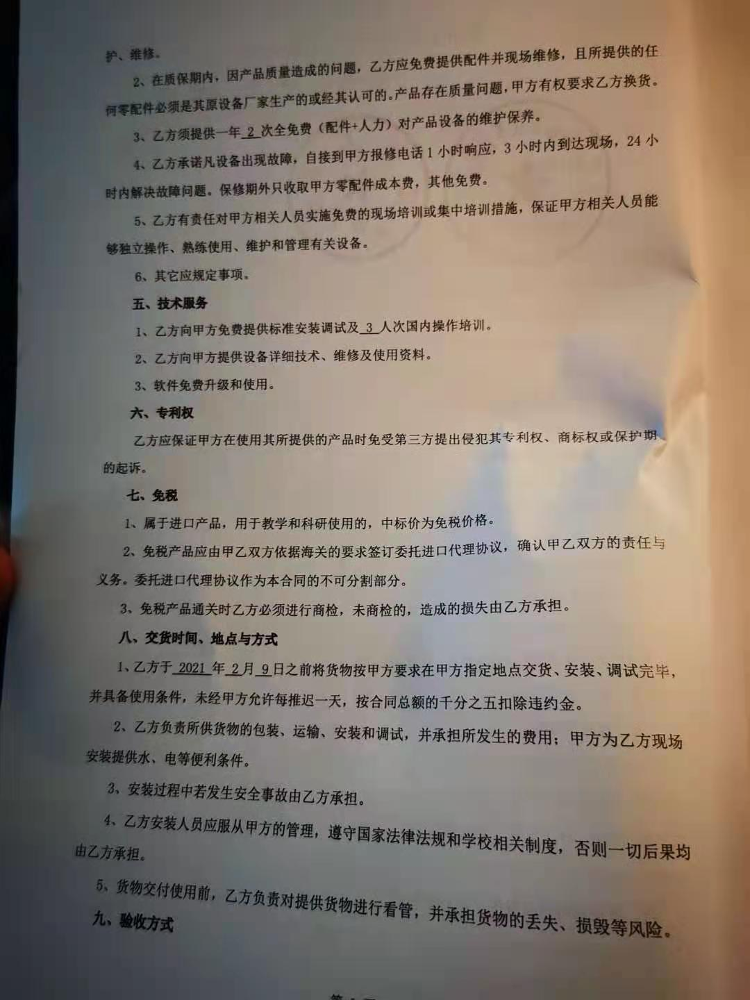 护、维修。
2、在质保期内，因产品质量造成的问题，乙方应免费提供配件并现场维修，且所提供的任
何零配件必须是其原设备厂家生产的或经其认可的。产品存在质量问题，甲方有权要求乙方换货。
3、乙方须提供一年 2 次全免费（配件+人力）对产品设备的维护保养。
4、乙方承诺凡设备出现故障，自接到甲方报修电话 1 小时响应，3 小时内到达现场，24 小
时内解决故障问题。保修期外只收取甲方零配件成本费，其他免费。
5、乙方有责任对甲方相关人员实施免费的现场培训或集中培训措施，保证甲方相关人员能
够独立操作、熟练使用、维护和管理有关设备。
6、其它应规定事项。
五、技术服务
1、乙方向甲方免费提供标准安装调试及 3 人次国内操作培训。
2、乙方向甲方提供设备详细技术、维修及使用资料。
3、软件免费升级和使用。
六、专利权
乙方应保证甲方在使用其所提供的产品时免受第三方提出侵犯其专利权、商标权或保护期
的起诉。
七、免税
1、属于进口产品，用于教学和科研使用的，中标价为免税价格。
2、免税产品应由甲乙双方依据海关的要求签订委托进口代理协议，确认甲乙双方的责任与
义务。委托进口代理协议作为本合同的不可分割部分。
3、免税产品通关时乙方必须进行商检，未商检的，造成的损失由乙方承担。
八、交货时间、地点与方式
1、乙方于 2021 年 2 月 9 日之前将货物按甲方要求在甲方指定地点交货、安装、调试完毕，
并具备使用条件，未经甲方允许每推迟一天，按合同总额的千分之五扣除违约金。
2、乙方负责所供货物的包装、运输、安装和调试，并承担所发生的费用；甲方为乙方现场
安装提供水、电等便利条件。
3、安装过程中若发生安全事故由乙方承担。
4、乙方安装人员应服从甲方的管理，遵守国家法律法规和学校相关制度，否则一切后果均
由乙方承担。
5、货物交付使用前，乙方负责对提供货物进行看管，并承担货物的丢失、损毁等风险。
九、验收方式